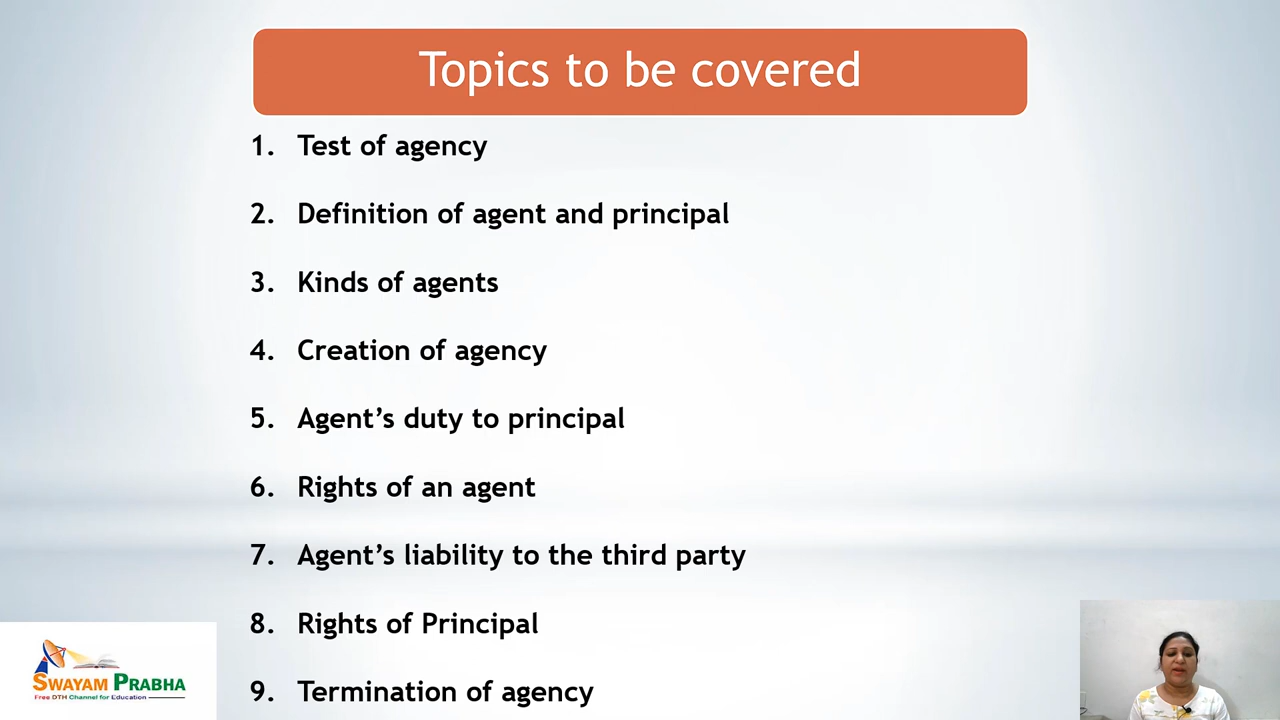 Topics to be covered
1. Test of agency
2. Definition of agent and principal
3. Kinds of agents
4. Creation of agency
5. Agent’s duty to principal
6. Rights of an agent
7. Agent’s liability to the third party
8. Rights of Principal
9. Termination of agency
SWAYAM PRABHA
Free DTH Channel for Education